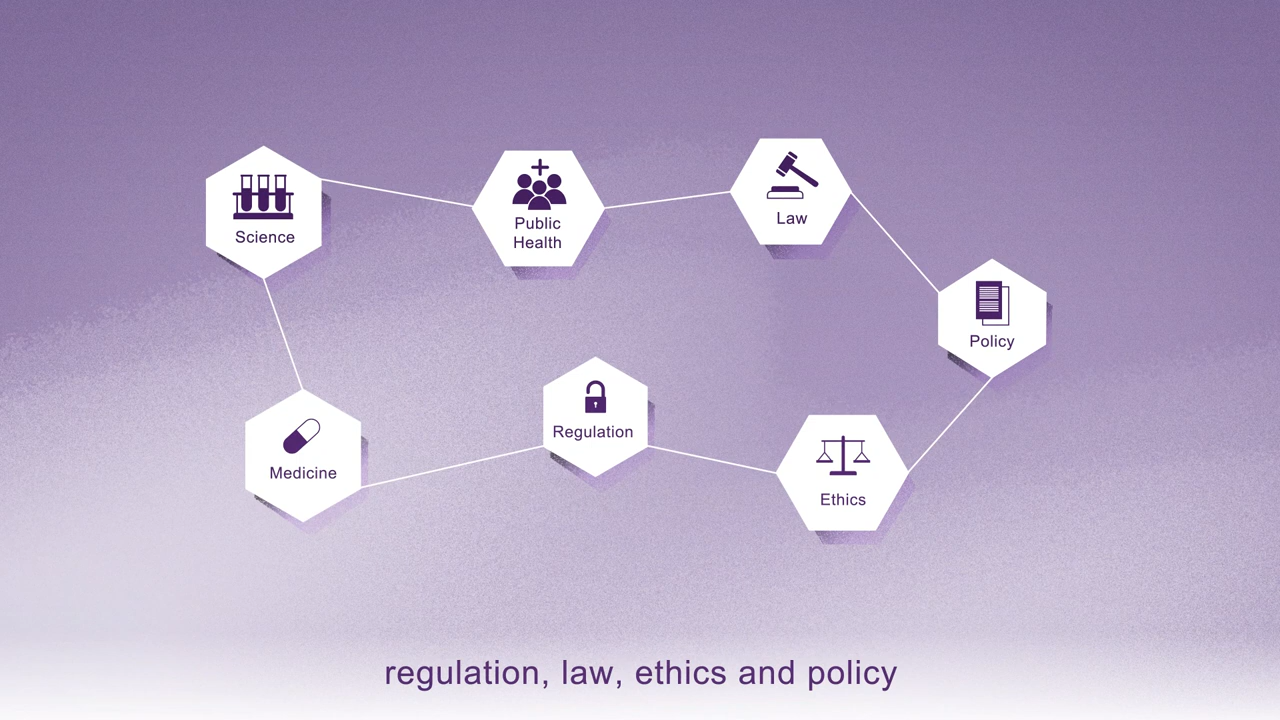 Science
Public
Health
Law
Policy
Regulation
Medicine
Ethics
regulation, law, ethics and policy